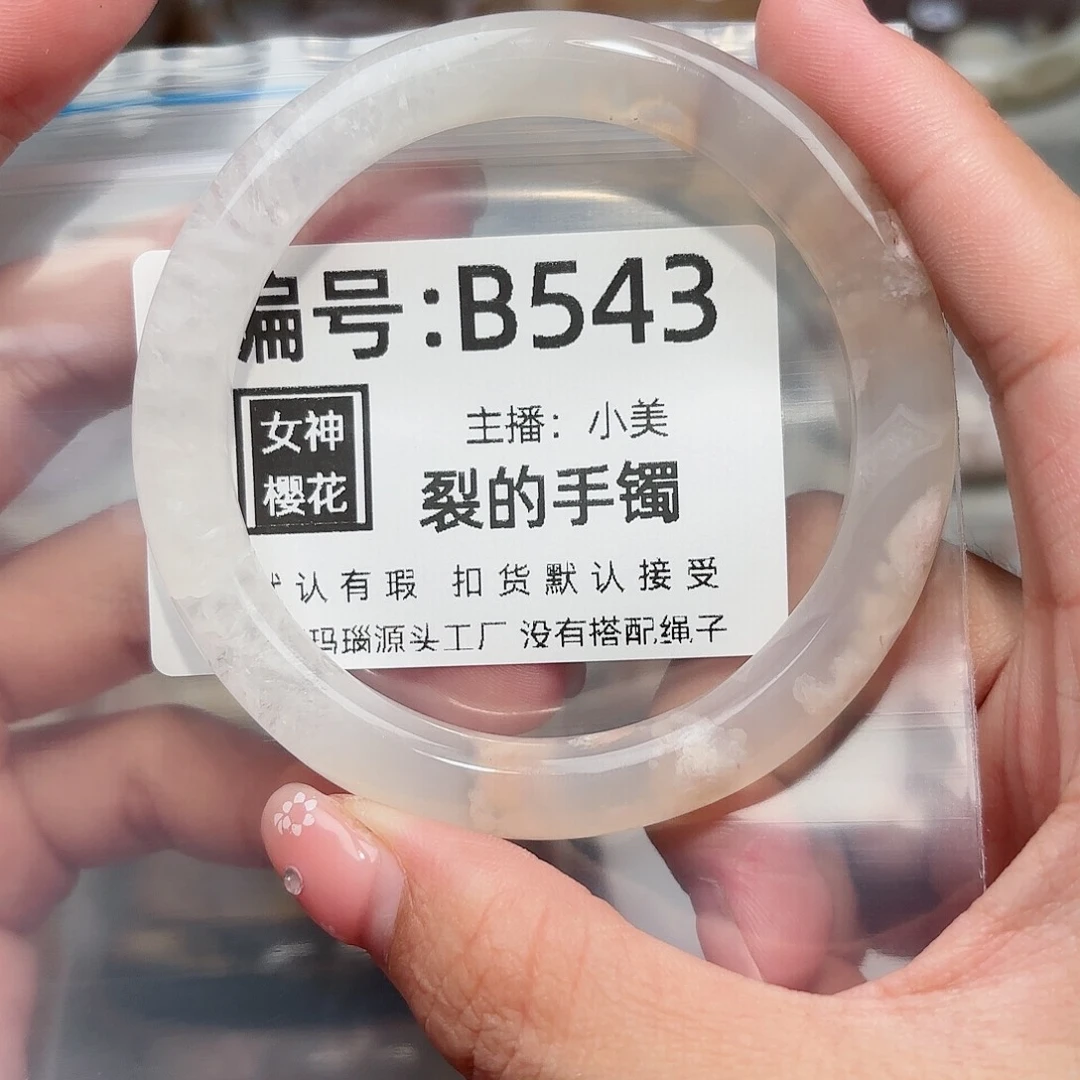 编号:B543
女神
樱花
主播: 小美
裂的手镯
默认有瑕 扣货默认接受
玛瑙源头工厂 没有搭配绳子